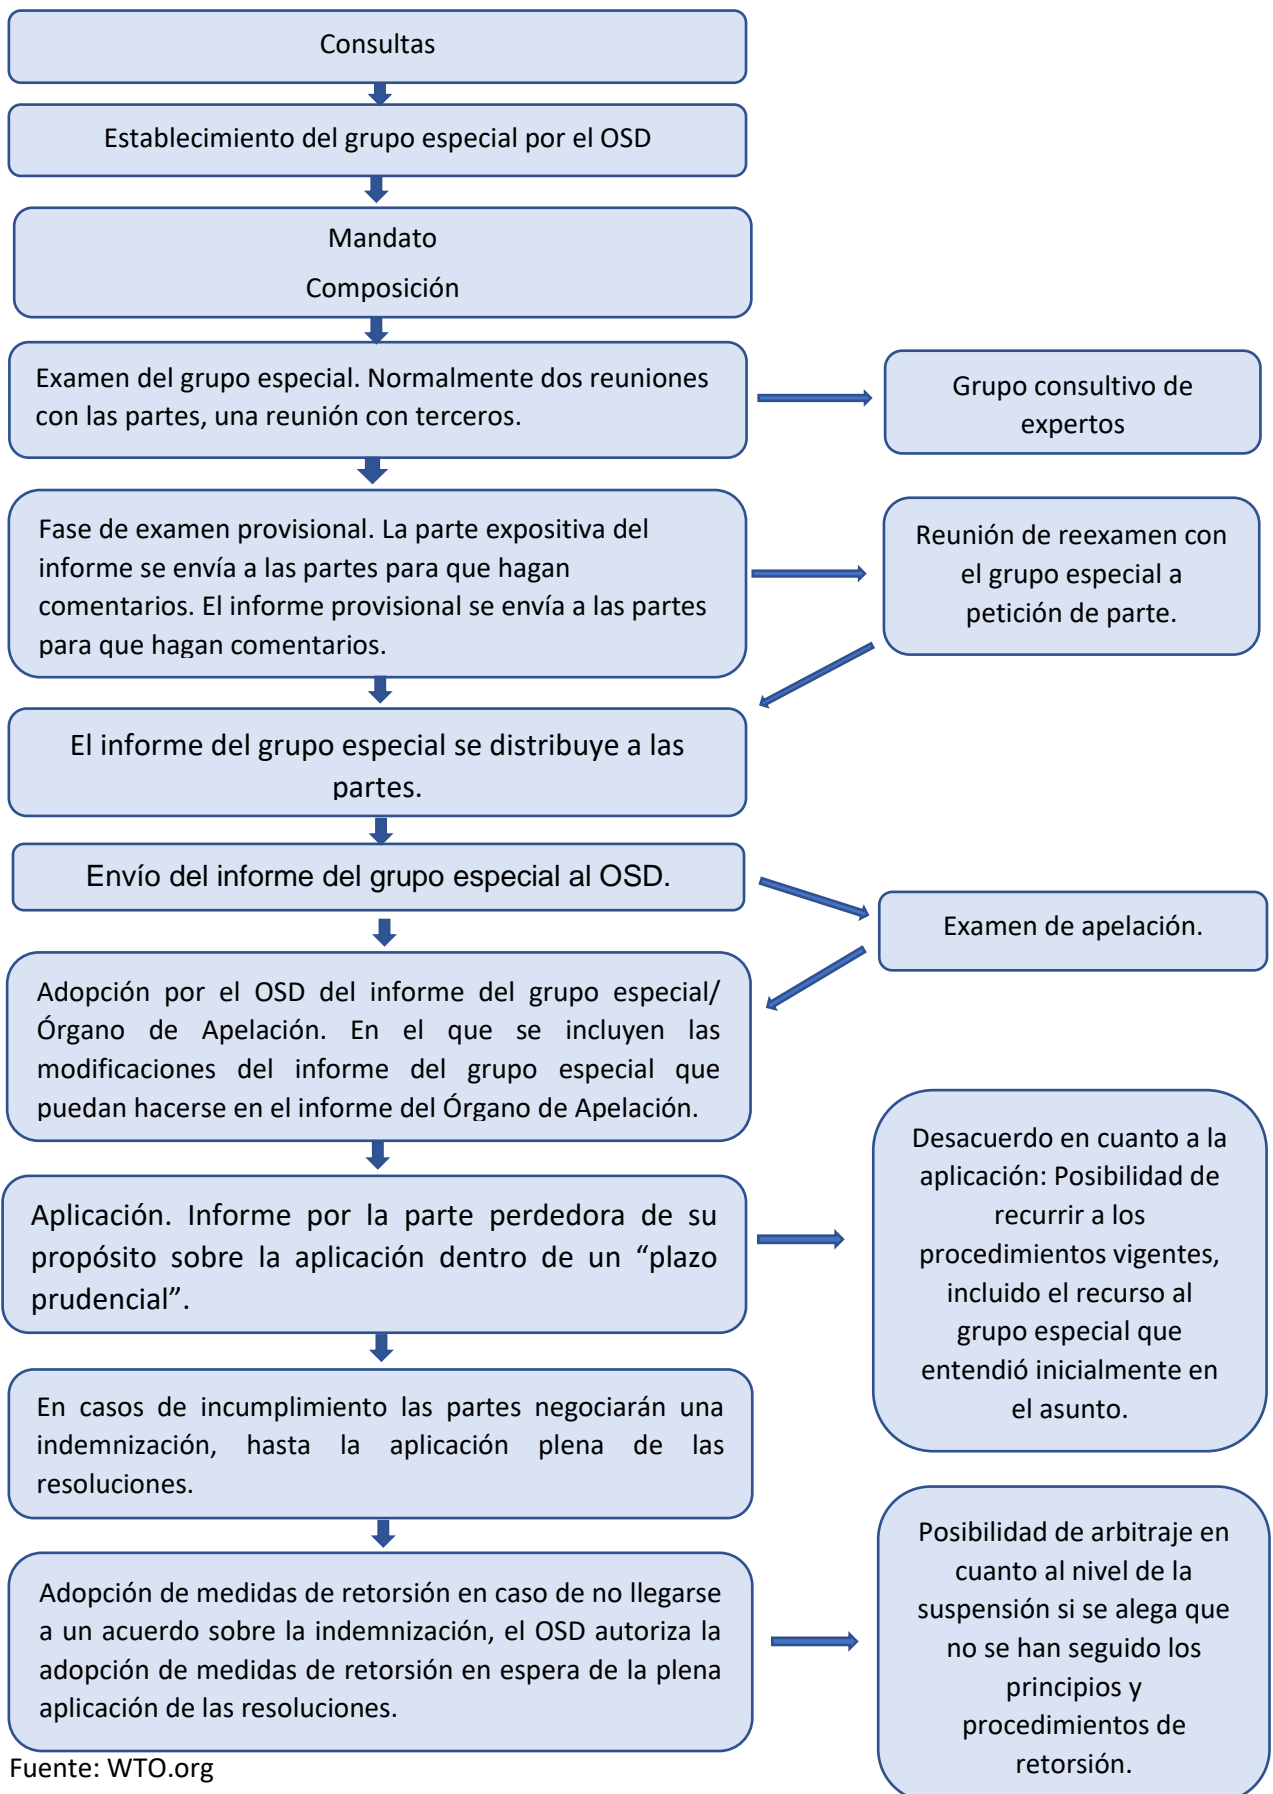 Consultas
Establecimiento del grupo especial por el OSD
Mandato
Composición
Examen del grupo especial. Normalmente dos reuniones
con las partes, una reunión con terceros.
Grupo consultivo de
expertos
Fase de examen provisional. La parte expositiva del
informe se envía a las partes para que hagan
comentarios. El informe provisional se envía a las partes
para que hagan comentarios.
Reunión de reexamen con
el grupo especial a
petición de parte.
El informe del grupo especial se distribuye a las
partes.
Envío del informe del grupo especial al OSD.
Examen de apelación.
Adopción por el OSD del informe del grupo especial/
Órgano de Apelación. En el que se incluyen las
modificaciones del informe del grupo especial que
puedan hacerse en el informe del Órgano de Apelación.
Aplicación. Informe por la parte perdedora de su
propósito sobre la aplicación dentro de un “plazo
prudencial”.
Desacuerdo en cuanto a la
aplicación: Posibilidad de
recurrir a los
procedimientos vigentes,
incluido el recurso al
grupo especial que
entendió inicialmente en
el asunto.
En casos de incumplimiento las partes negociarán una
indemnización, hasta la aplicación plena de las
resoluciones.
Adopción de medidas de retorsión en caso de no llegarse
a un acuerdo sobre la indemnización, el OSD autoriza la
adopción de medidas de retorsión en espera de la plena
aplicación de las resoluciones.
Posibilidad de arbitraje en
cuanto al nivel de la
suspensión si se alega que
no se han seguido los
principios y
procedimientos de
retorsión.
Fuente: WTO.org